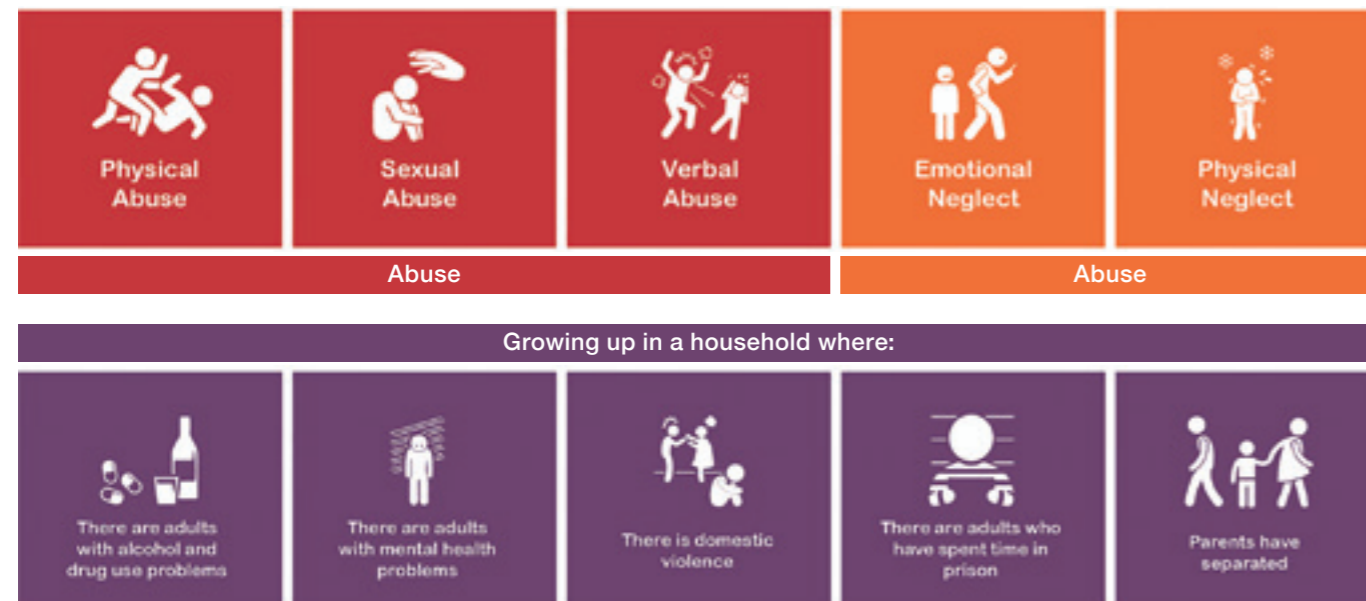 Physical
Abuse
Sexual
Abuse
Verbal
Abuse
Emotional
Neglect
Physical
Neglect
Abuse
Abuse
Growing up in a household where:
There are adults
with alcohol and
drug use problems
There are adults
with mental health
problems
There is domestic
violence
There are adults who
have spent time in
prison
Parents have
separated